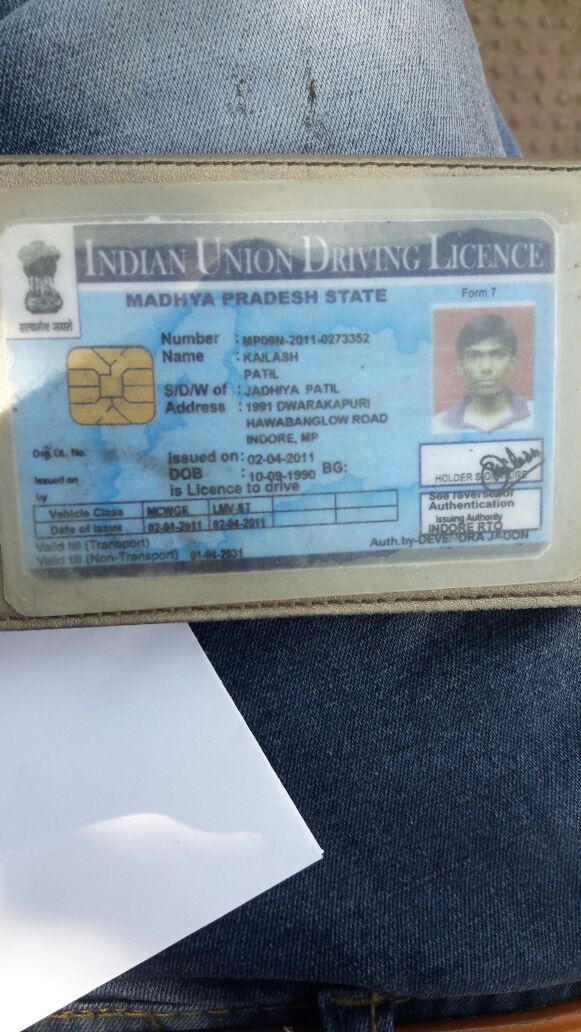 INDIAN UNION DRIVING LICENCE
MADHYA PRADESH STATE
Form 7
सत्यमेव जयते
Number : MP09N-2011-0273352
Name : KAILASH
PATIL
S/D/W of : JADHIYA PATIL
Address : 1991 DWARAKAPURI
HAWABANGLOW ROAD
INDORE, MP
Org. DL. No.
Issued on : 02-04-2011
Issued on
DOB : 10-09-1990 BG:
by
is Licence to drive
HOLDER SIGNATURE
Vehicle Class MCWGR LMV-BT
Date of Issue 02-04-2011 02-04-2011
See reverse for
Authentication
Issuing Authority
INDORE RTO
Auth.by-DEVENDRA JADON
Valid till (Transport)
Valid till (Non-Transport) 01-04-2031